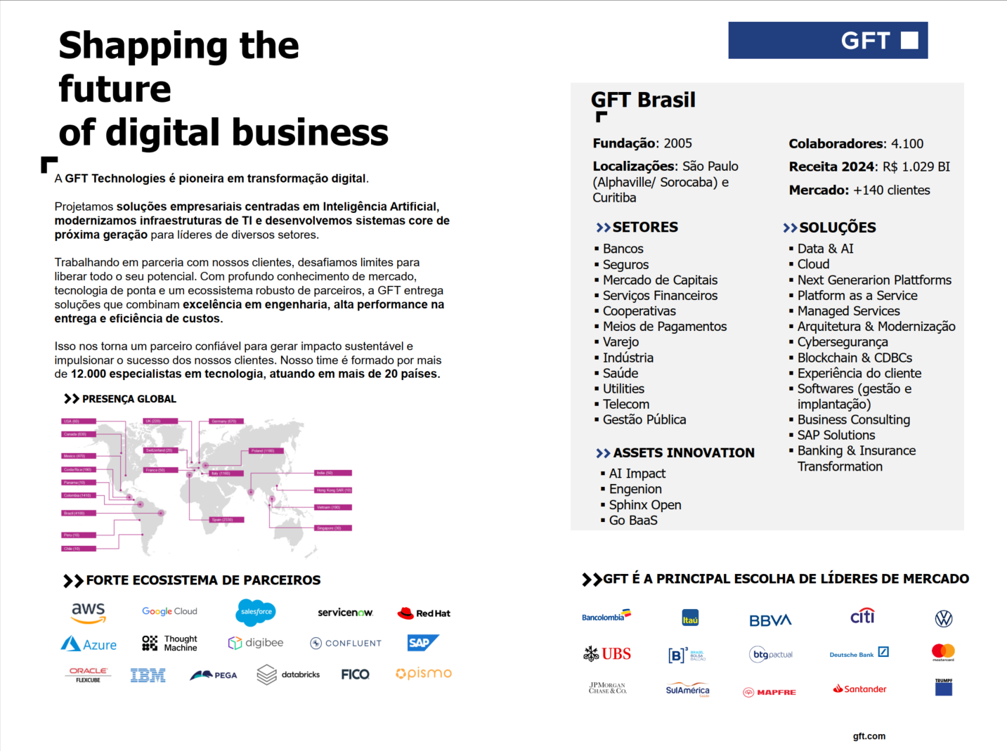 Shapping the
future
of digital business
A GFT Technologies é pioneira em transformação digital.
Projetamos soluções empresariais centradas em Inteligência Artificial,
modernizamos infraestruturas de TI e desenvolvemos sistemas core de
próxima geração para líderes de diversos setores.
Trabalhando em parceria com nossos clientes, desafiamos limites para
liberar todo o seu potencial. Com profundo conhecimento de mercado,
tecnologia de ponta e um ecossistema robusto de parceiros, a GFT entrega
soluções que combinam excelência em engenharia, alta performance na
entrega e eficiência de custos.
Isso nos torna um parceiro confiável para gerar impacto sustentável e
impulsionar o sucesso dos nossos clientes. Nosso time é formado por mais
de 12.000 especialistas em tecnologia, atuando em mais de 20 países.
PRESENÇA GLOBAL
FORTE ECOSISTEMA DE PARCEIROS
aws
Google Cloud
salesforce
servicenow
Red Hat
Azure
Thought
Machine
digibee
CONFLUENT
SAP
ORACLE
FLEXCUBE
IBM
PEGA
databricks
FICO
pismo
GFT
GFT Brasil
Fundação: 2005
Localizações: São Paulo
(Alphaville/ Sorocaba) e
Curitiba
Colaboradores: 4.100
Receita 2024: R$ 1.029 BI
Mercado: +140 clientes
SETORES
Bancos
Seguros
Mercado de Capitais
Serviços Financeiros
Cooperativas
Meios de Pagamentos
Varejo
Indústria
Saúde
Utilities
Telecom
Gestão Pública
ASSETS INNOVATION
AI Impact
Engenion
Sphinx Open
Go BaaS
SOLUÇÕES
Data & AI
Cloud
Next Generarion Plattforms
Platform as a Service
Managed Services
Arquitetura & Modernização
Cybersegurança
Blockchain & CDBCs
Experiência do cliente
Softwares (gestão e
implantação)
Business Consulting
SAP Solutions
Banking & Insurance
Transformation
GFT É A PRINCIPAL ESCOLHA DE LÍDERES DE MERCADO
Bancolombia
Itaú
BBVA
citi
UBS
[B]³ BRASIL BOLSA BALCÃO
btgpactual
Deutsche Bank
mastercard
JPMORGAN
CHASE & CO.
SulAmérica
MAPFRE
Santander
TRUMPF
gft.com